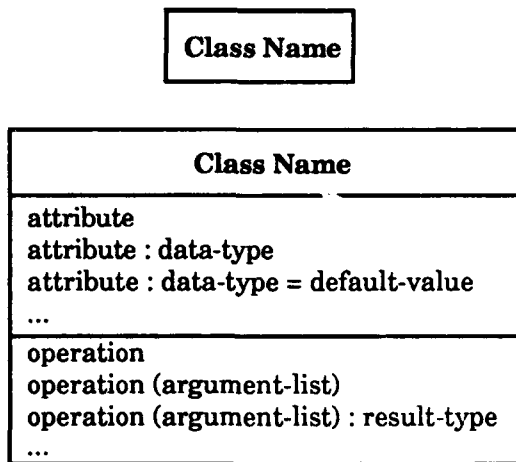 Class Name
Class Name
attribute
attribute : data-type
attribute : data-type = default-value
...
operation
operation (argument-list)
operation (argument-list) : result-type
...